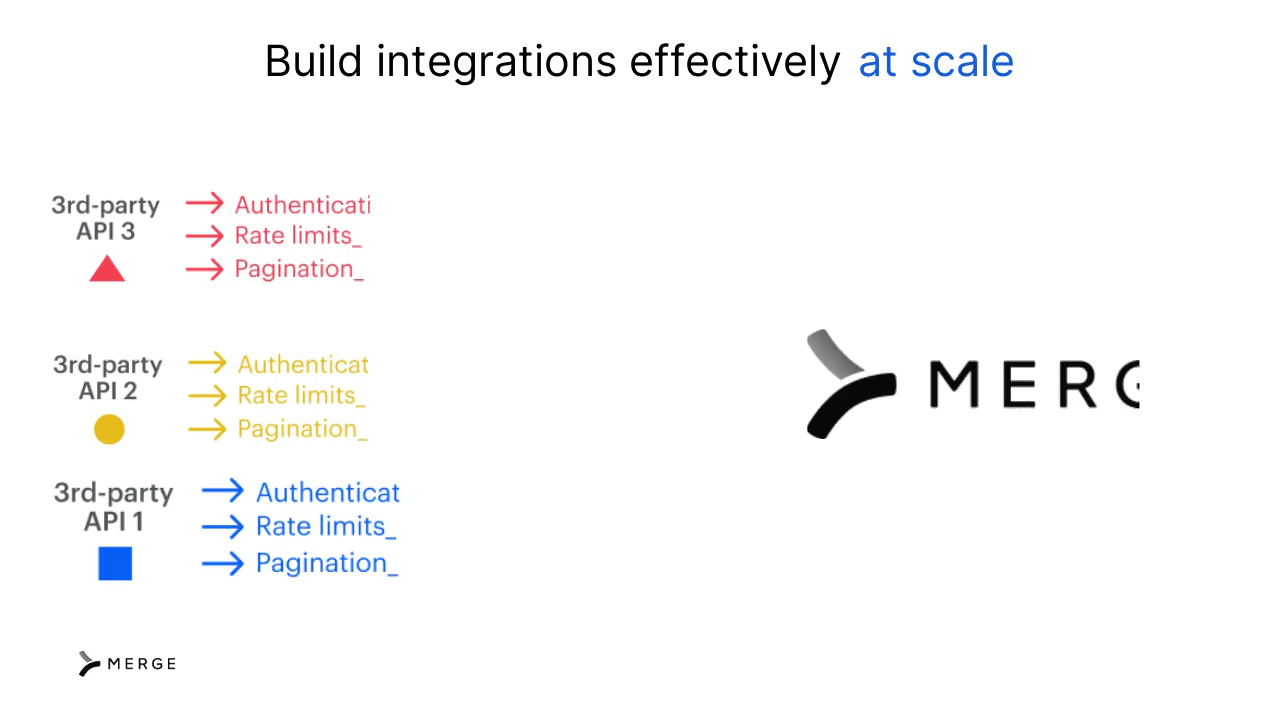 Build integrations effectively at scale
3rd-party
API 3
Authenticati
Rate limits_
Pagination_
3rd-party
API 2
Authenticat
Rate limits_
Pagination_
MERG
3rd-party
API 1
Authenticat
Rate limits_
Pagination_
MERGE